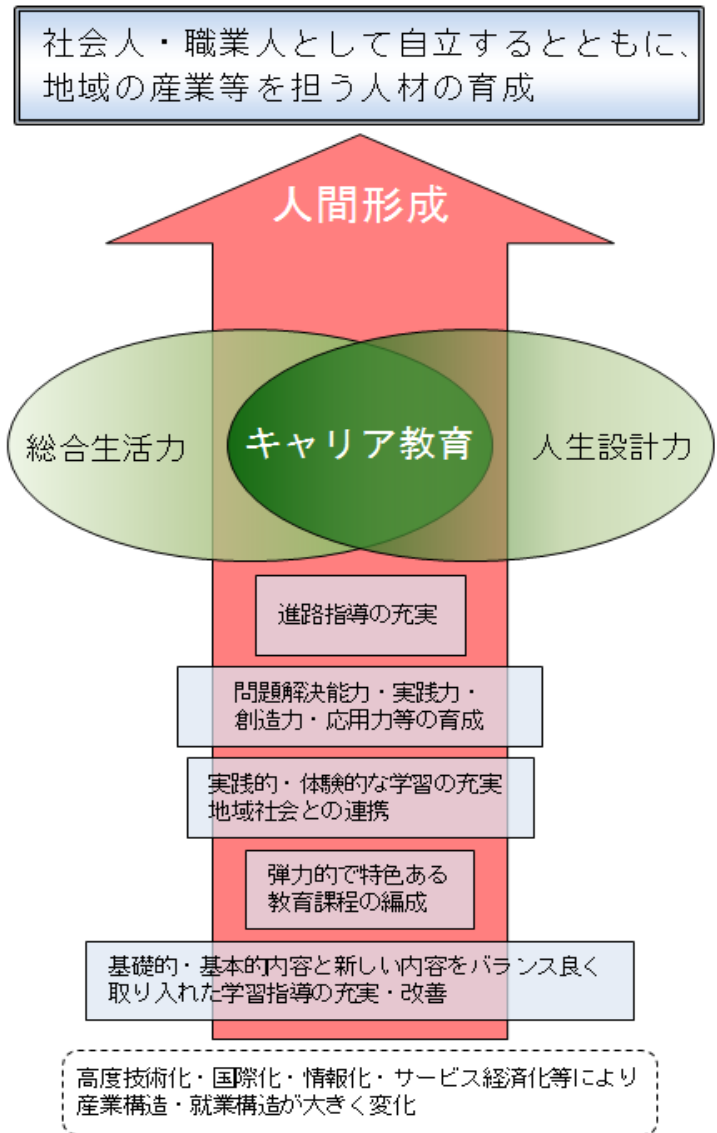 社会人・職業人として自立するとともに、
地域の産業等を担う人材の育成
人間形成
総合生活力
キャリア教育
人生設計力
進路指導の充実
問題解決能力・実践力・
創造力・応用力等の育成
実践的・体験的な学習の充実
地域社会との連携
弾力的で特色ある
教育課程の編成
基礎的・基本的内容と新しい内容をバランス良く
取り入れた学習指導の充実・改善
高度技術化・国際化・情報化・サービス経済化等により
産業構造・就業構造が大きく変化